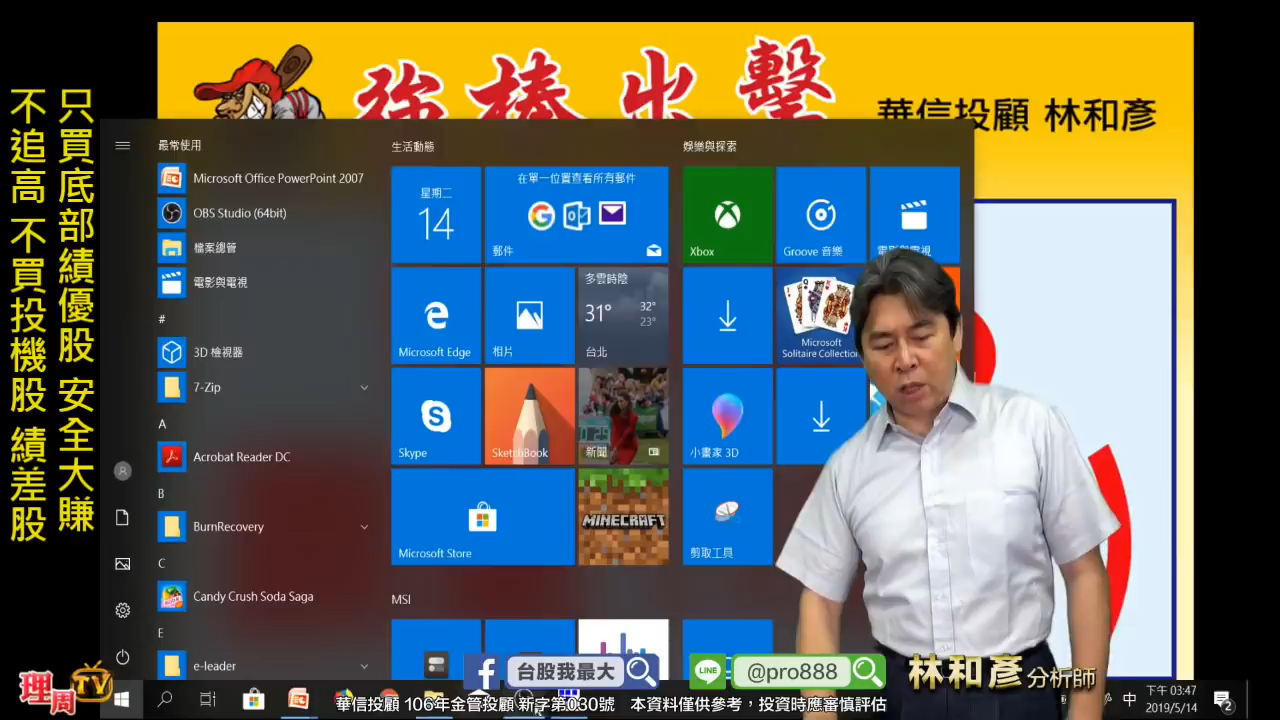 只買底部績優股 安全大賺
不追高 不買投機股 績差股
強棒出擊
華信投顧 林和彥
最常使用
Microsoft Office PowerPoint 2007
OBS Studio (64bit)
檔案總管
電影與電視
#
3D 檢視器
7-Zip
A
Acrobat Reader DC
B
BurnRecovery
C
Candy Crush Soda Saga
E
e-leader
生活動態
星期二
14
在單一位置查看所有郵件
郵件
Microsoft Edge
相片
多雲時陰
31°
32°
23°
台北
Skype
SketchBook
新聞
Microsoft Store
MINECRAFT
MSI
娛樂與探索
Xbox
Groove 音樂
電影與電視
Microsoft
Solitaire Collection
小畫家 3D
剪取工具
台股我最大
LINE
@pro888
林和彥 分析師
理周TV
華信投顧 106年金管投顧 新字第030號 本資料僅供參考，投資時應審慎評估
中
下午 03:47
2019/5/14
2